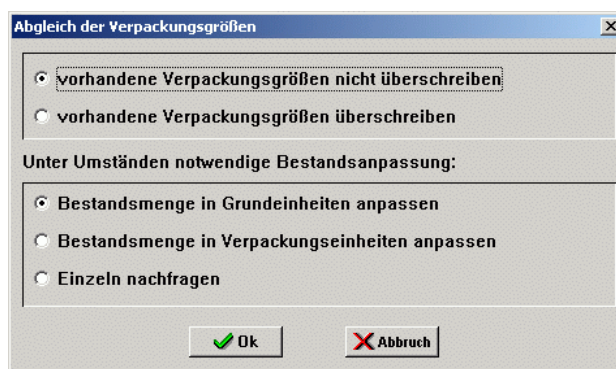 Abgleich der Verpackungsgrößen
vorhandene Verpackungsgrößen nicht überschreiben
vorhandene Verpackungsgrößen überschreiben
Unter Umständen notwendige Bestandsanpassung:
Bestandsmenge in Grundeinheiten anpassen
Bestandsmenge in Verpackungseinheiten anpassen
Einzeln nachfragen
Ok
Abbruch